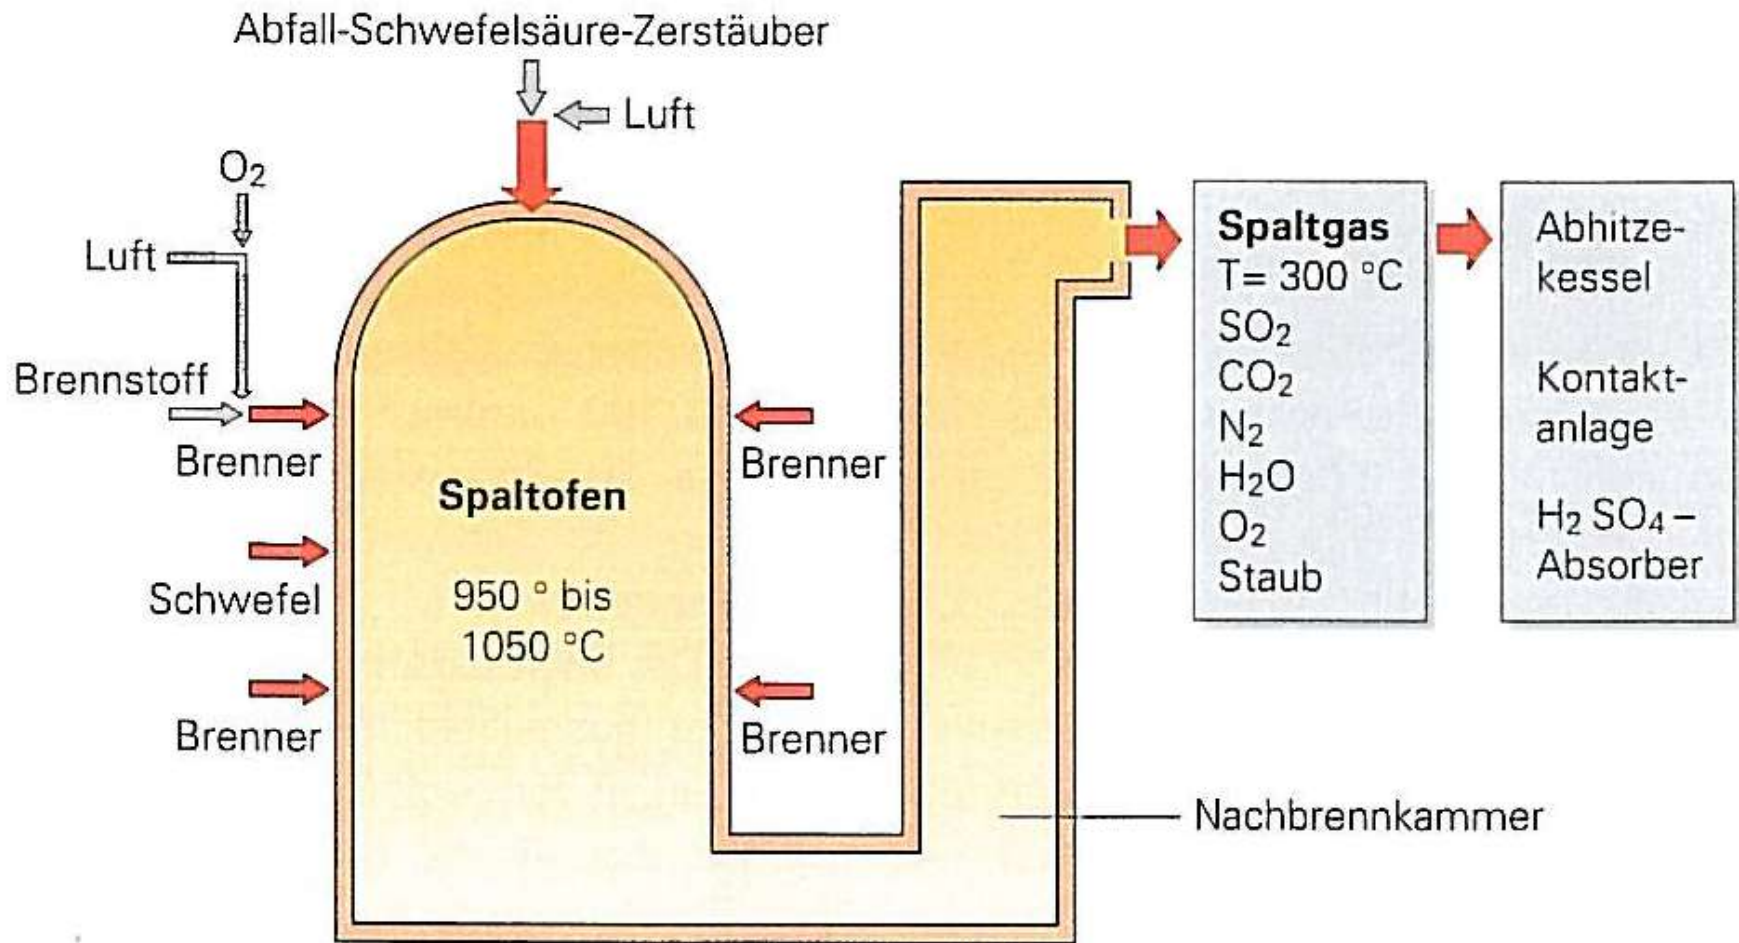 Abfall-Schwefelsäure-Zerstäuber
Luft
O2
Luft
Brennstoff
Brenner
Brenner
Spaltofen
950 ° bis
1050 °C
Schwefel
Brenner
Brenner
Nachbrennkammer
Spaltgas
T= 300 °C
SO2
CO2
N2
H2O
O2
Staub
Abhitze-
kessel
Kontakt-
anlage
H2 SO4 –
Absorber